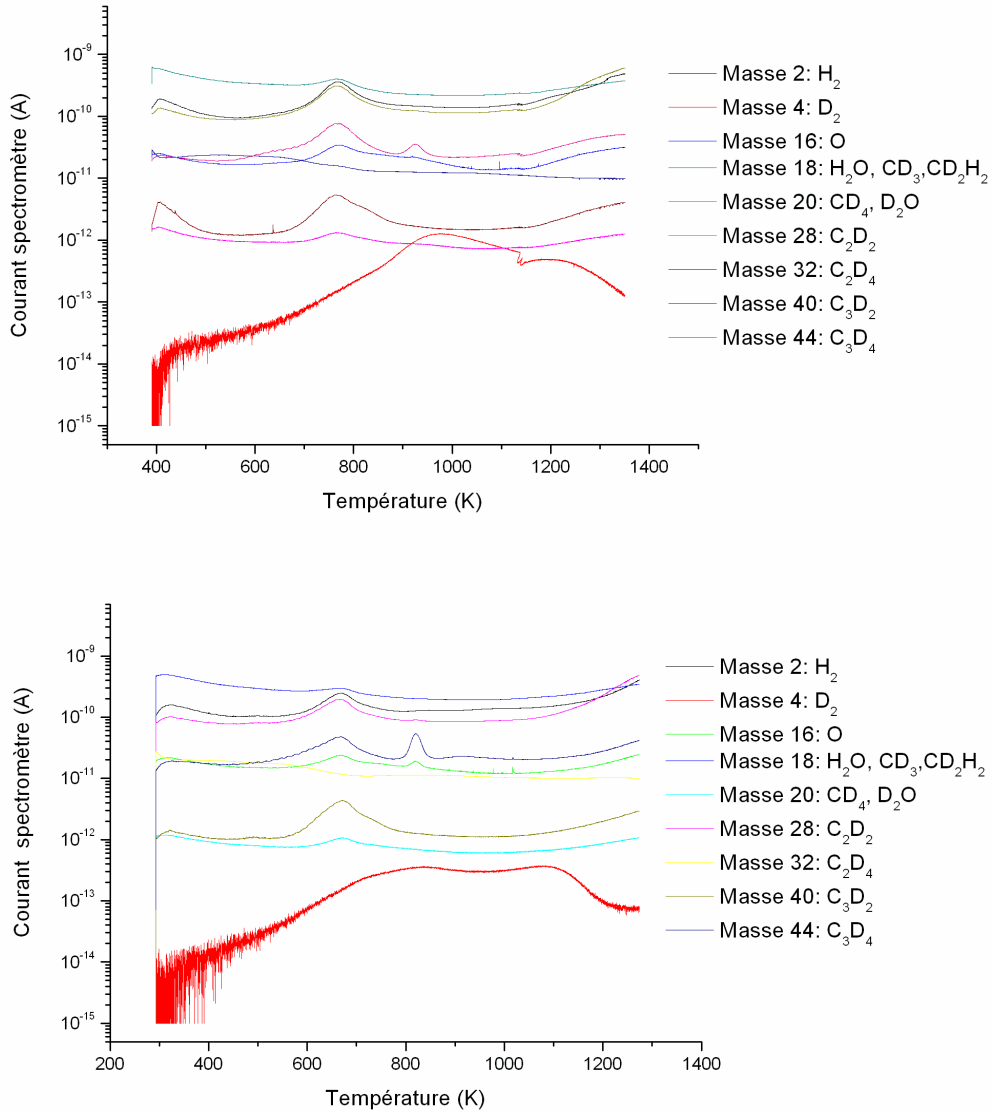 Courant spectromètre (A)
10⁻⁹
10⁻¹⁰
10⁻¹¹
10⁻¹²
10⁻¹³
10⁻¹⁴
10⁻¹⁵
400 600 800 1000 1200 1400
Température (K)
Masse 2: H₂
Masse 4: D₂
Masse 16: O
Masse 18: H₂O, CD₃,CD₂H₂
Masse 20: CD₄, D₂O
Masse 28: C₂D₂
Masse 32: C₂D₄
Masse 40: C₃D₂
Masse 44: C₃D₄
Courant spectromètre (A)
10⁻⁹
10⁻¹⁰
10⁻¹¹
10⁻¹²
10⁻¹³
10⁻¹⁴
10⁻¹⁵
200 400 600 800 1000 1200 1400
Température (K)
Masse 2: H₂
Masse 4: D₂
Masse 16: O
Masse 18: H₂O, CD₃,CD₂H₂
Masse 20: CD₄, D₂O
Masse 28: C₂D₂
Masse 32: C₂D₄
Masse 40: C₃D₂
Masse 44: C₃D₄